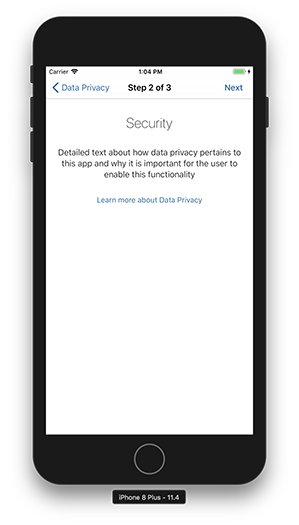 Carrier 1:04 PM
Data Privacy Step 2 of 3 Next
Security
Detailed text about how data privacy pertains to
this app and why it is important for the user to
enable this functionality
Learn more about Data Privacy
iPhone 8 Plus - 11.4